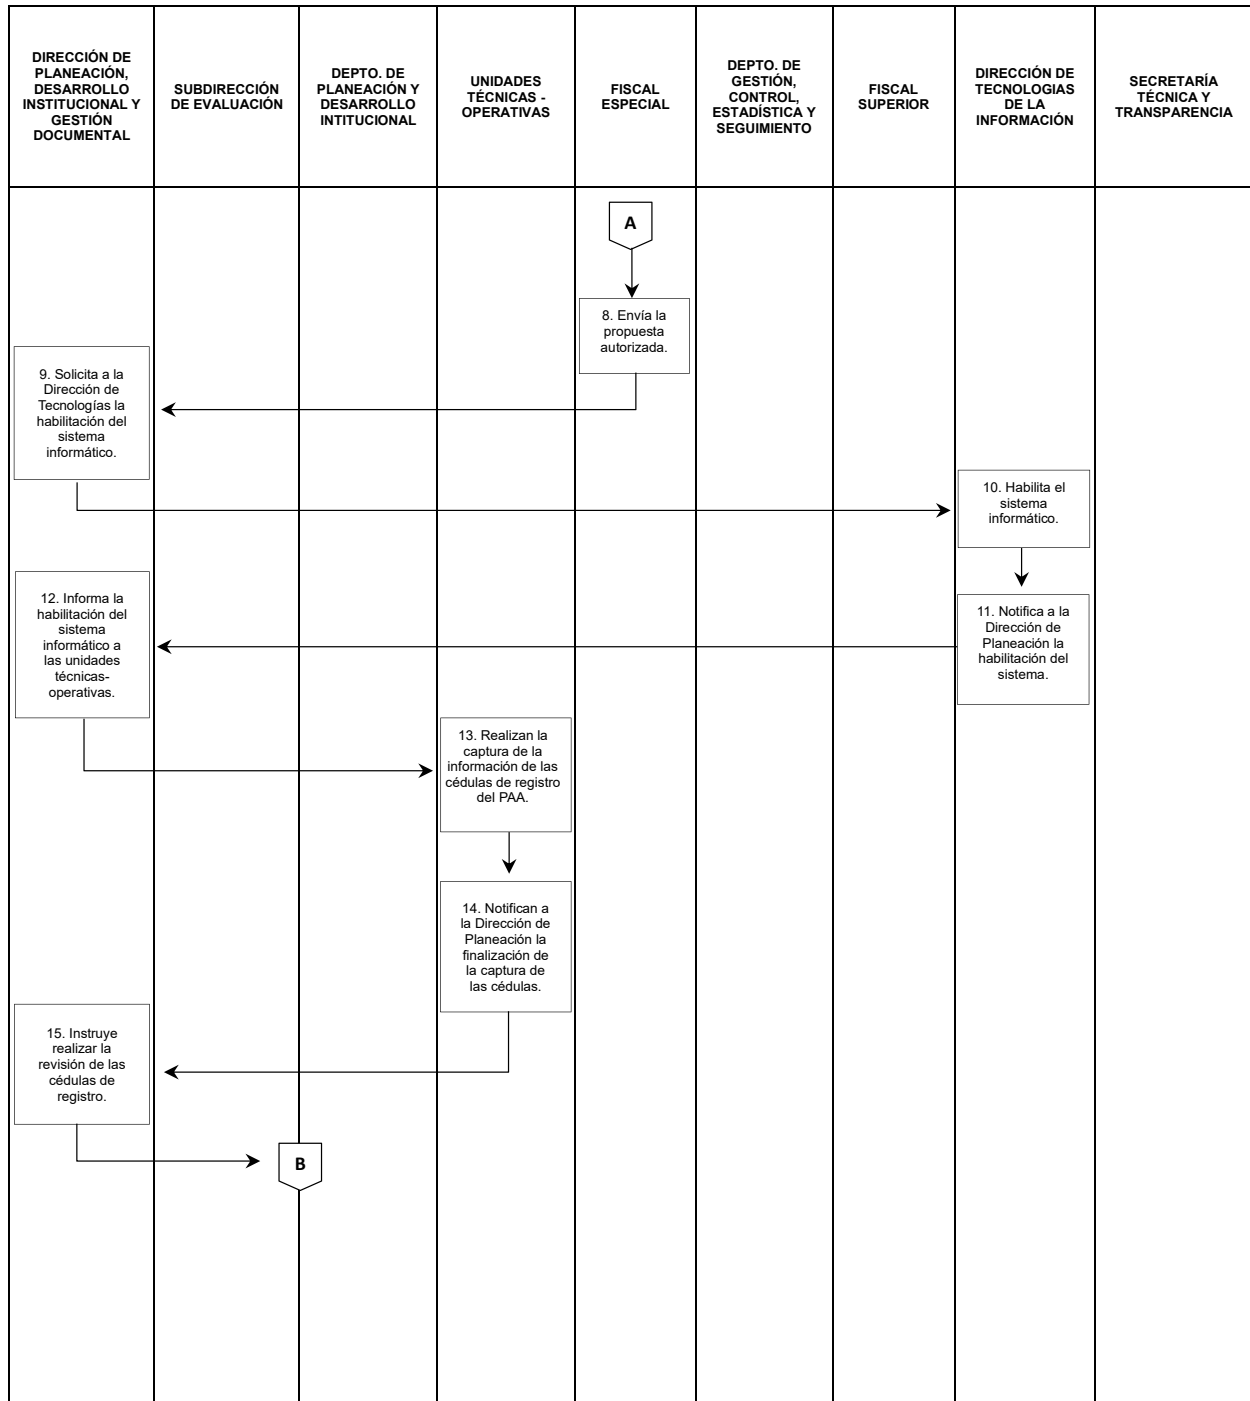 DIRECCIÓN DE
PLANEACIÓN,
DESARROLLO
INSTITUCIONAL Y
GESTIÓN
DOCUMENTAL
SUBDIRECCIÓN
DE EVALUACIÓN
DEPTO. DE
PLANEACIÓN Y
DESARROLLO
INTITUCIONAL
UNIDADES
TÉCNICAS -
OPERATIVAS
FISCAL
ESPECIAL
DEPTO. DE
GESTIÓN,
CONTROL,
ESTADÍSTICA Y
SEGUIMIENTO
FISCAL
SUPERIOR
DIRECCIÓN DE
TECNOLOGIAS
DE LA
INFORMACIÓN
SECRETARÍA
TÉCNICA Y
TRANSPARENCIA
A
8. Envía la
propuesta
autorizada.
9. Solicita a la
Dirección de
Tecnologías la
habilitación del
sistema
informático.
10. Habilita el
sistema
informático.
11. Notifica a la
Dirección de
Planeación la
habilitación del
sistema.
12. Informa la
habilitación del
sistema
informático a
las unidades
técnicas-
operativas.
13. Realizan la
captura de la
información de las
cédulas de registro
del PAA.
14. Notifican a
la Dirección de
Planeación la
finalización de
la captura de
las cédulas.
15. Instruye
realizar la
revisión de las
cédulas de
registro.
B